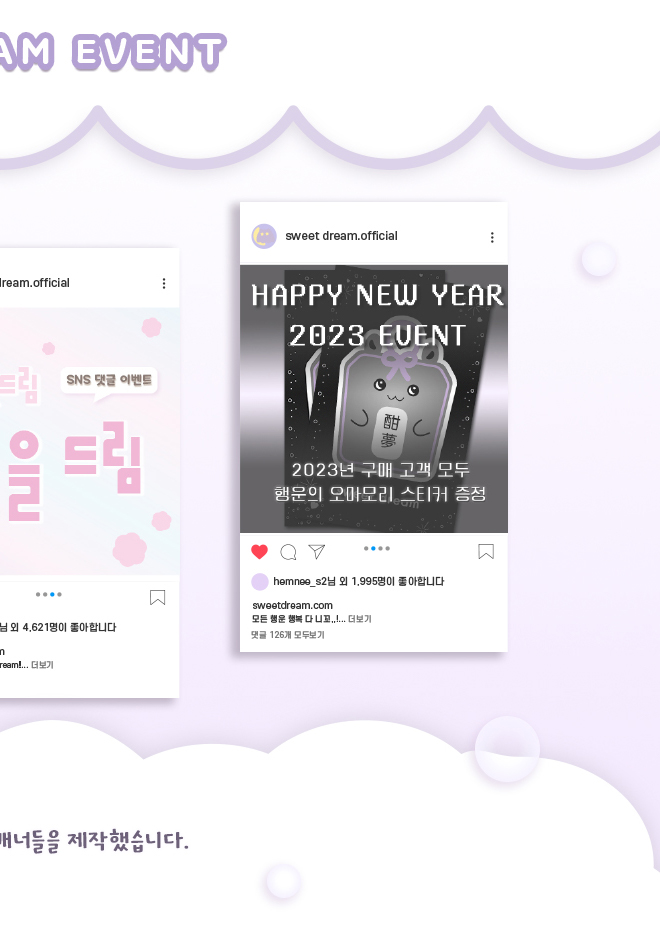 AM EVENT
dream.official
드림
SNS 댓글 이벤트
을 드림
님 외 4,621명이 좋아합니다
m
ream!... 더보기
sweet dream.official
HAPPY NEW YEAR
2023 EVENT
酣
夢
2023년 구매 고객 모두
행운의 오마모리 스티커 증정
hemnee_s2님 외 1,995명이 좋아합니다
sweetdream.com
모든 행운 행복 다 니꼬,,!... 더보기
댓글 126개 모두보기
배너들을 제작했습니다.